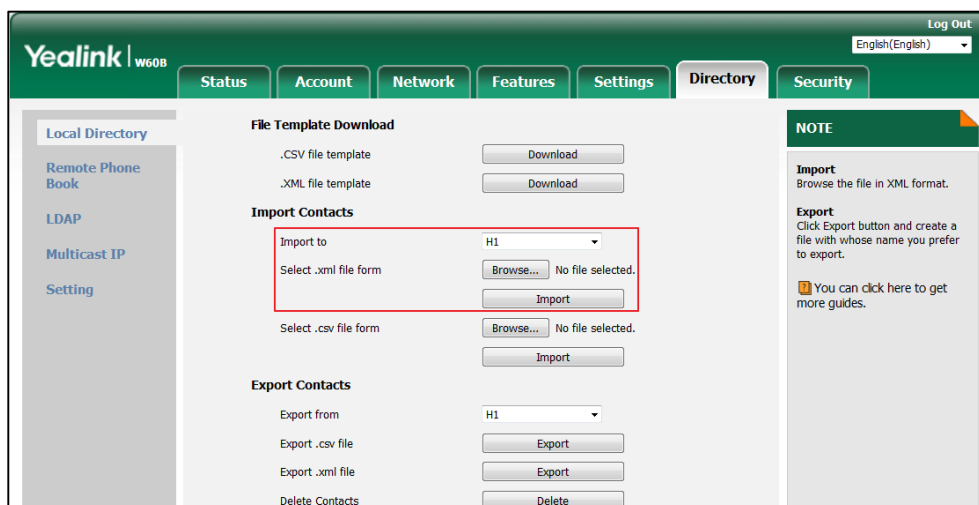 Log Out
English(English)
Yealink | W60B
Status Account Network Features Settings Directory Security
Local Directory
Remote Phone
Book
LDAP
Multicast IP
Setting
File Template Download
.CSV file template Download
.XML file template Download
Import Contacts
Import to H1
Select .xml file form Browse... No file selected.
Import
Select .csv file form Browse... No file selected.
Import
Export Contacts
Export from H1
Export .csv file Export
Export .xml file Export
Delete Contacts Delete
NOTE
Import
Browse the file in XML format.
Export
Click Export button and create a
file with whose name you prefer
to export.
You can click here to get
more guides.